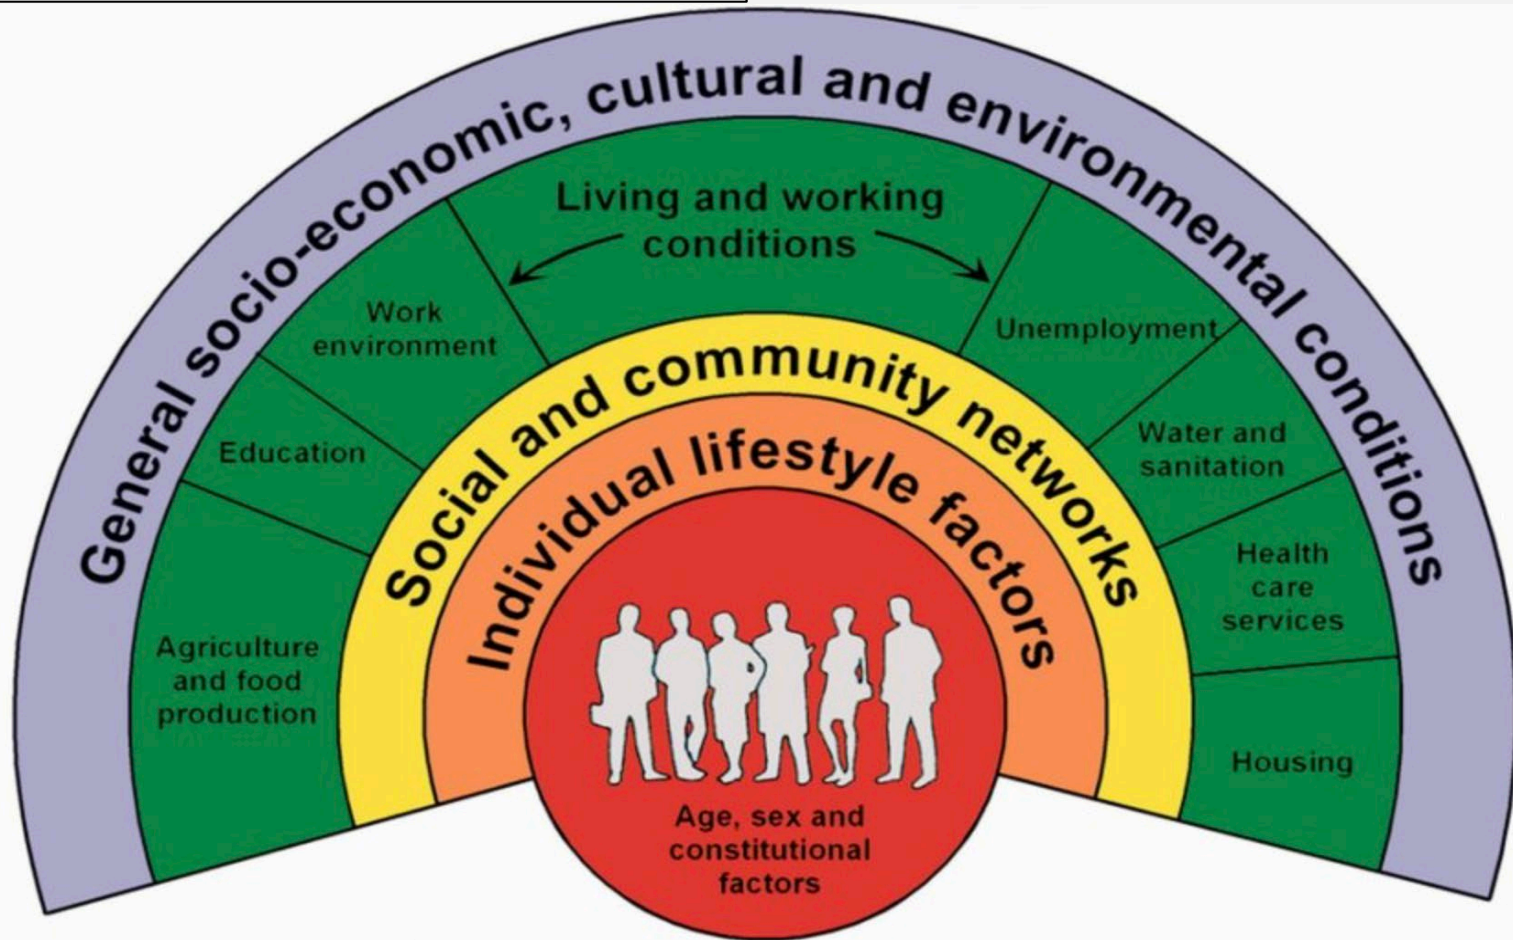 General socio-economic, cultural and environmental conditions
Living and working
conditions
Work
environment
Unemployment
Education
Water and
sanitation
Agriculture
and food
production
Health
care
services
Housing
Social and community networks
Individual lifestyle factors
Age, sex and
constitutional
factors